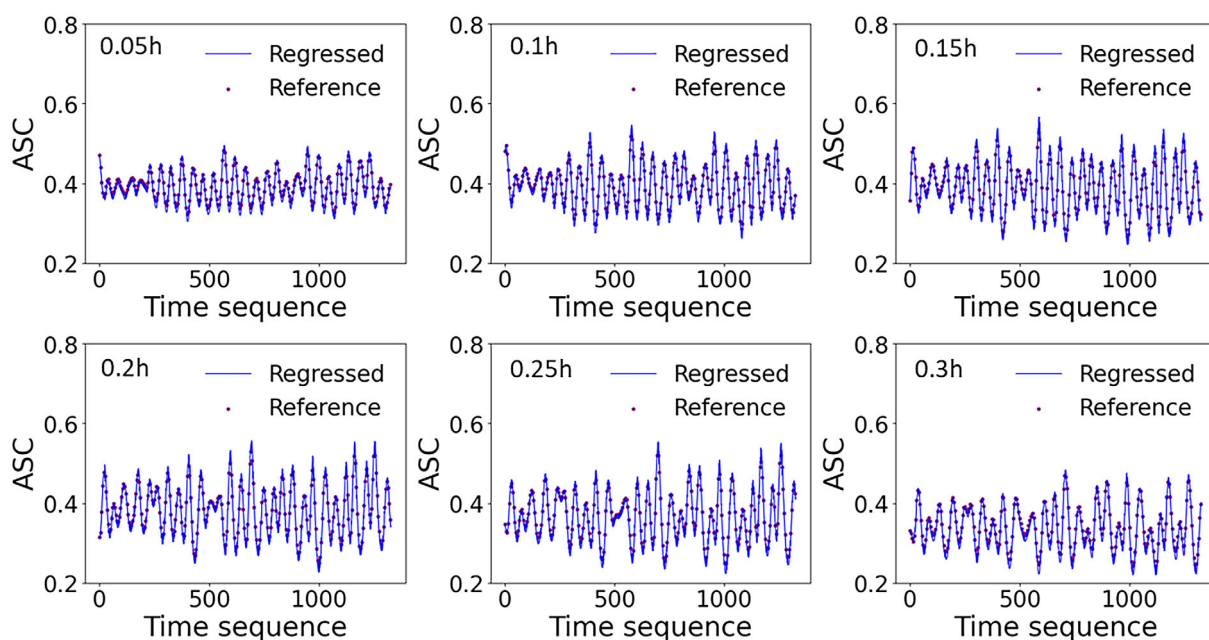 0.8
0.05h
Regressed
Reference
0.6
ASC
0.4
0.2
0
500
1000
Time sequence
0.8
0.1h
Regressed
Reference
0.6
ASC
0.4
0.2
0
500
1000
Time sequence
0.8
0.15h
Regressed
Reference
0.6
ASC
0.4
0.2
0
500
1000
Time sequence
0.8
0.2h
Regressed
Reference
0.6
ASC
0.4
0.2
0
500
1000
Time sequence
0.8
0.25h
Regressed
Reference
0.6
ASC
0.4
0.2
0
500
1000
Time sequence
0.8
0.3h
Regressed
Reference
0.6
ASC
0.4
0.2
0
500
1000
Time sequence